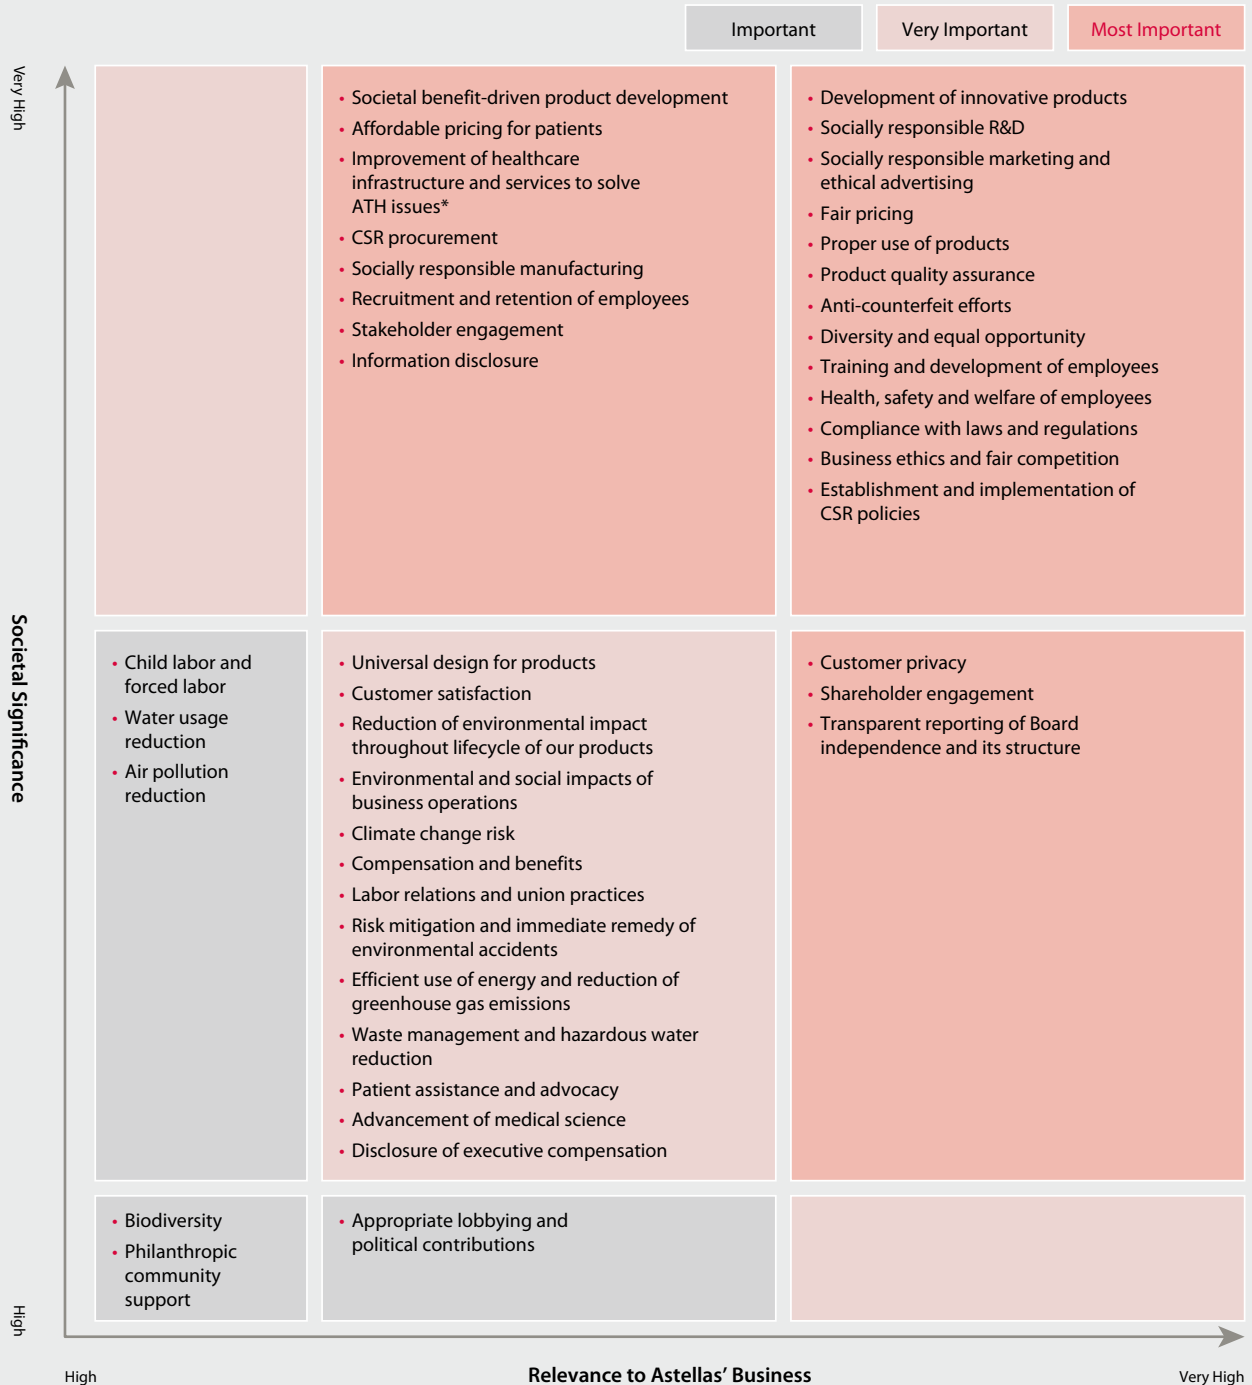 Important
Very Important
Most Important
Very High
Societal Significance
High
• Societal benefit-driven product development
• Affordable pricing for patients
• Improvement of healthcare
infrastructure and services to solve
ATH issues*
• CSR procurement
• Socially responsible manufacturing
• Recruitment and retention of employees
• Stakeholder engagement
• Information disclosure
• Development of innovative products
• Socially responsible R&D
• Socially responsible marketing and
ethical advertising
• Fair pricing
• Proper use of products
• Product quality assurance
• Anti-counterfeit efforts
• Diversity and equal opportunity
• Training and development of employees
• Health, safety and welfare of employees
• Compliance with laws and regulations
• Business ethics and fair competition
• Establishment and implementation of
CSR policies
• Child labor and
forced labor
• Water usage
reduction
• Air pollution
reduction
• Universal design for products
• Customer satisfaction
• Reduction of environmental impact
throughout lifecycle of our products
• Environmental and social impacts of
business operations
• Climate change risk
• Compensation and benefits
• Labor relations and union practices
• Risk mitigation and immediate remedy of
environmental accidents
• Efficient use of energy and reduction of
greenhouse gas emissions
• Waste management and hazardous water
reduction
• Patient assistance and advocacy
• Advancement of medical science
• Disclosure of executive compensation
• Customer privacy
• Shareholder engagement
• Transparent reporting of Board
independence and its structure
• Biodiversity
• Philanthropic
community
support
• Appropriate lobbying and
political contributions
High
Relevance to Astellas’ Business
Very High